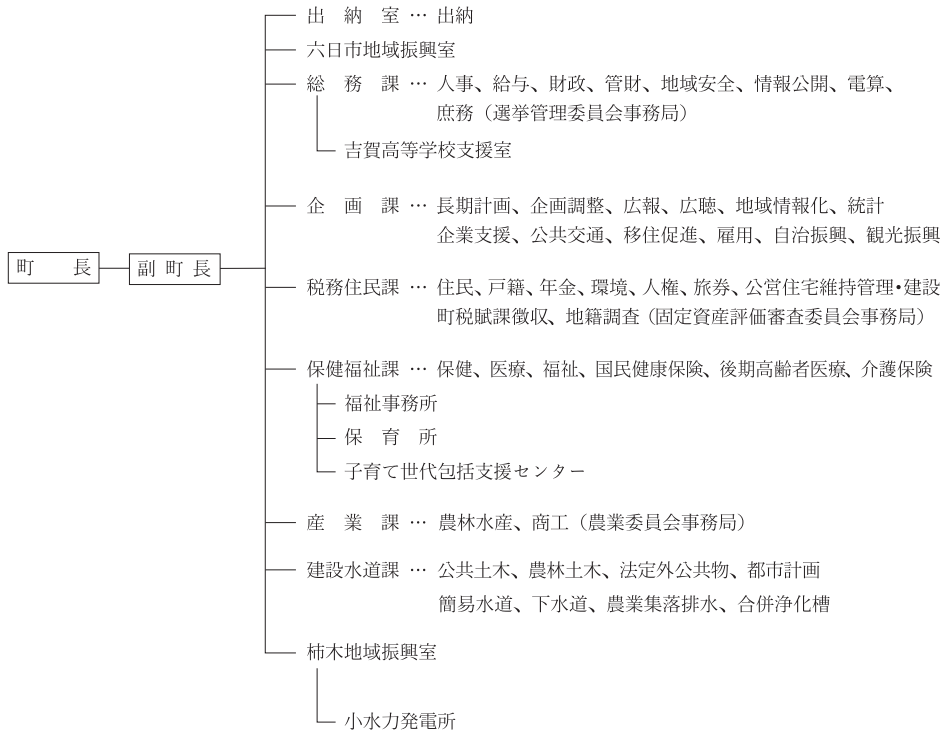 出納室 … 出納
六日市地域振興室
総務課 … 人事、給与、財政、管財、地域安全、情報公開、電算、
庶務（選挙管理委員会事務局）
吉賀高等学校支援室
企画課 … 長期計画、企画調整、広報、広聴、地域情報化、統計
企業支援、公共交通、移住促進、雇用、自治振興、観光振興
町長
副町長
税務住民課 … 住民、戸籍、年金、環境、人権、旅券、公営住宅維持管理・建設
町税賦課徴収、地籍調査（固定資産評価審査委員会事務局）
保健福祉課 … 保健、医療、福祉、国民健康保険、後期高齢者医療、介護保険
福祉事務所
保育所
子育て世代包括支援センター
産業課 … 農林水産、商工（農業委員会事務局）
建設水道課 … 公共土木、農林土木、法定外公共物、都市計画
簡易水道、下水道、農業集落排水、合併浄化槽
柿木地域振興室
小水力発電所